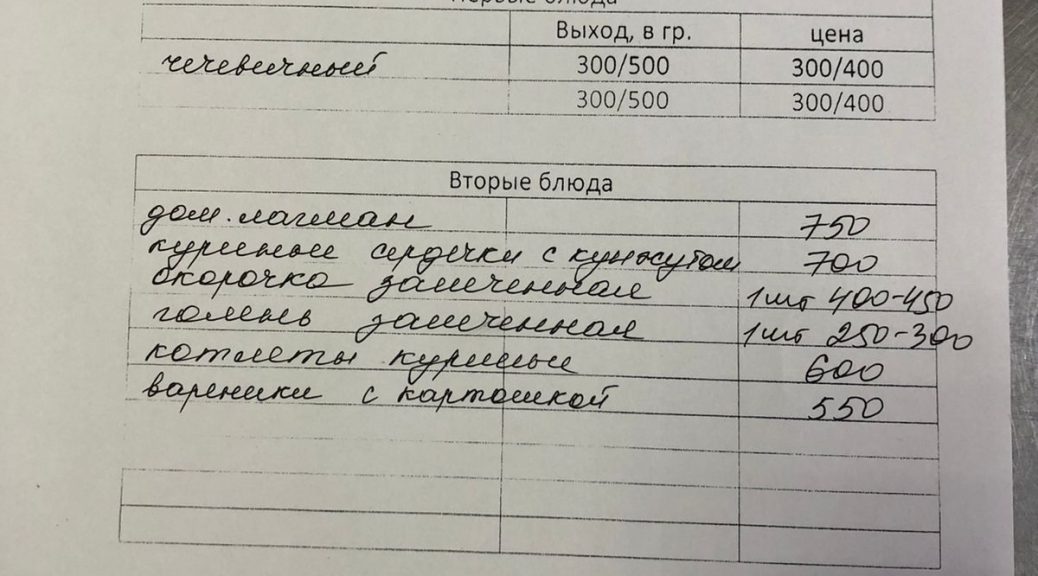 Первые блюда
Выход, в гр. цена
чечевичный 300/500 300/400
300/500 300/400
Вторые блюда
дом. лагман 750
куриные сердечки с кунжутом 700
окорочка запеченная 1шт 400-450
голень запеченная 1шт 250-300
котлеты куриные 600
вареники с картошкой 550